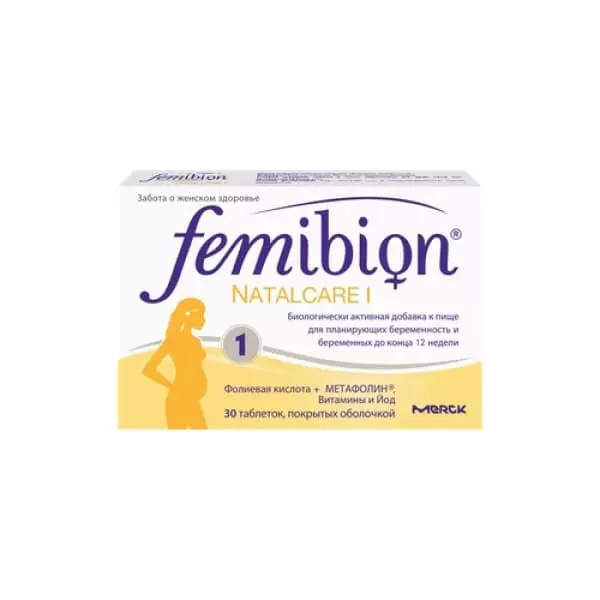 Забота о женском здоровье
femibion®
NATALCARE I
Биологически активная добавка к пище
для планирующих беременность и
беременных до конца 12 недели
1
Фолиевая кислота + МЕТАФОЛИН®,
Витамины и Йод
30 таблеток, покрытых оболочкой
MERCK